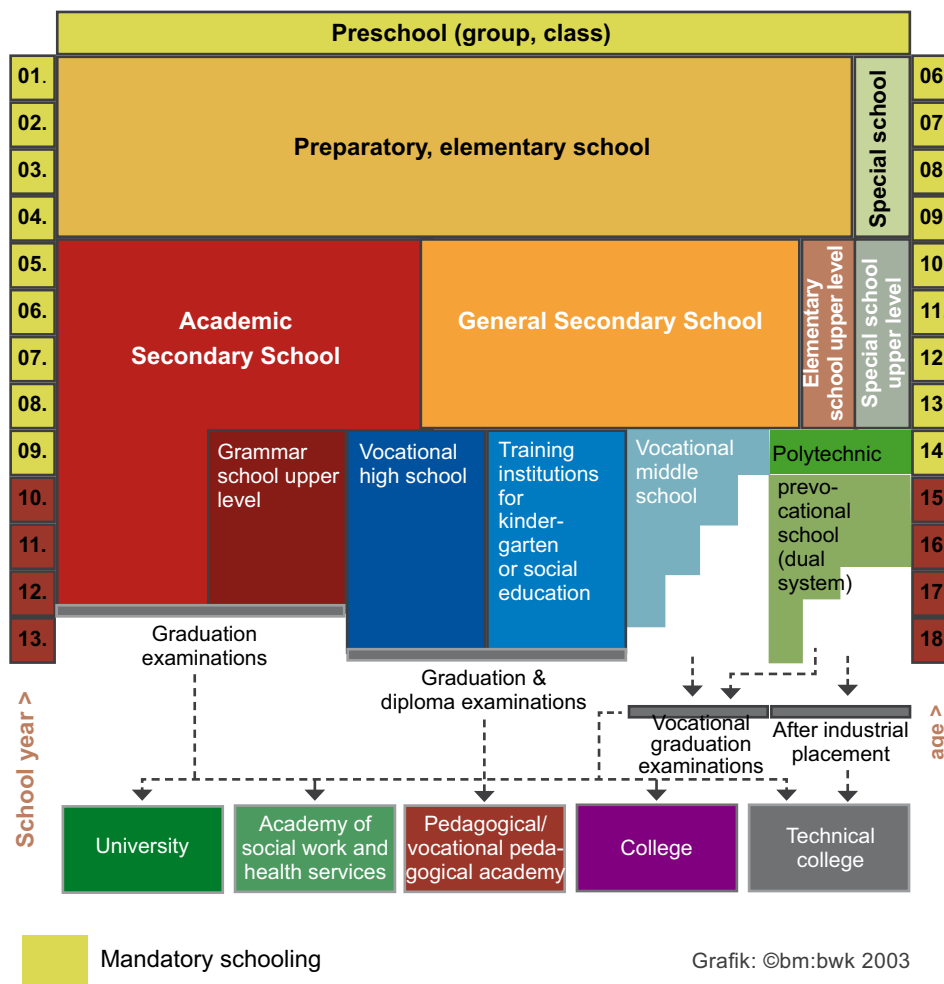 Preschool (group, class)
01.
02.
03.
04.
05.
06.
07.
08.
09.
10.
11.
12.
13.
06
07
08
09
10
11
12
13
14
15
16
17
18
Preparatory, elementary school
Special school
Academic
Secondary School
General Secondary School
Elementary
school upper level
Special school
upper level
Grammar
school upper
level
Vocational
high school
Training
institutions
for
kinder-
garten
or social
education
Vocational
middle
school
Polytechnic
prevo-
cational
school
(dual
system)
Graduation
examinations
Graduation &
diploma examinations
Vocational
graduation
examinations
After industrial
placement
School year >
age >
University
Academy of
social work and
health services
Pedagogical/
vocational peda-
gogical academy
College
Technical
college
Mandatory schooling
Grafik: ©bm:bwk 2003